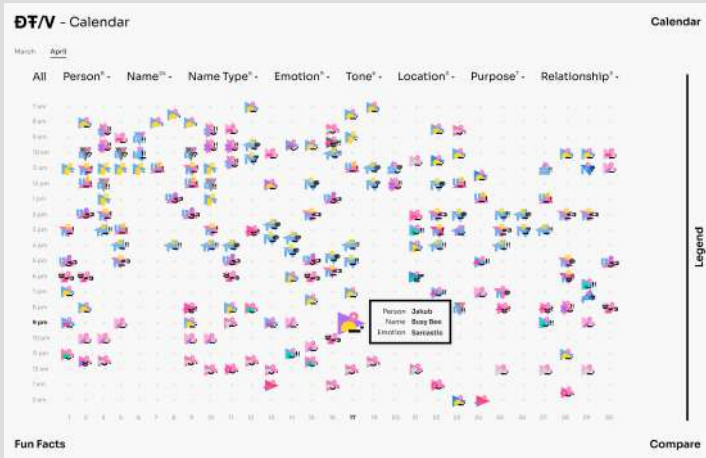 ĐŦ/V - Calendar
Calendar
March April
All Person Name Name Type Emotion Tone Location Purpose Relationship
7 am
8 am
9 am
10 am
11 am
12 pm
1 pm
2 pm
3 pm
4 pm
5 pm
6 pm
7 pm
8 pm
9 pm
10 pm
11 pm
12 am
1 am
2 am
Person Jakub
Name Busy Bee
Emotion Sarcastic
Legend
1 2 3 4 5 6 7 8 9 10 11 12 13 14 15 16 17 18 19 20 21 22 23 24 25 26 27 28 29 30
Fun Facts
Compare